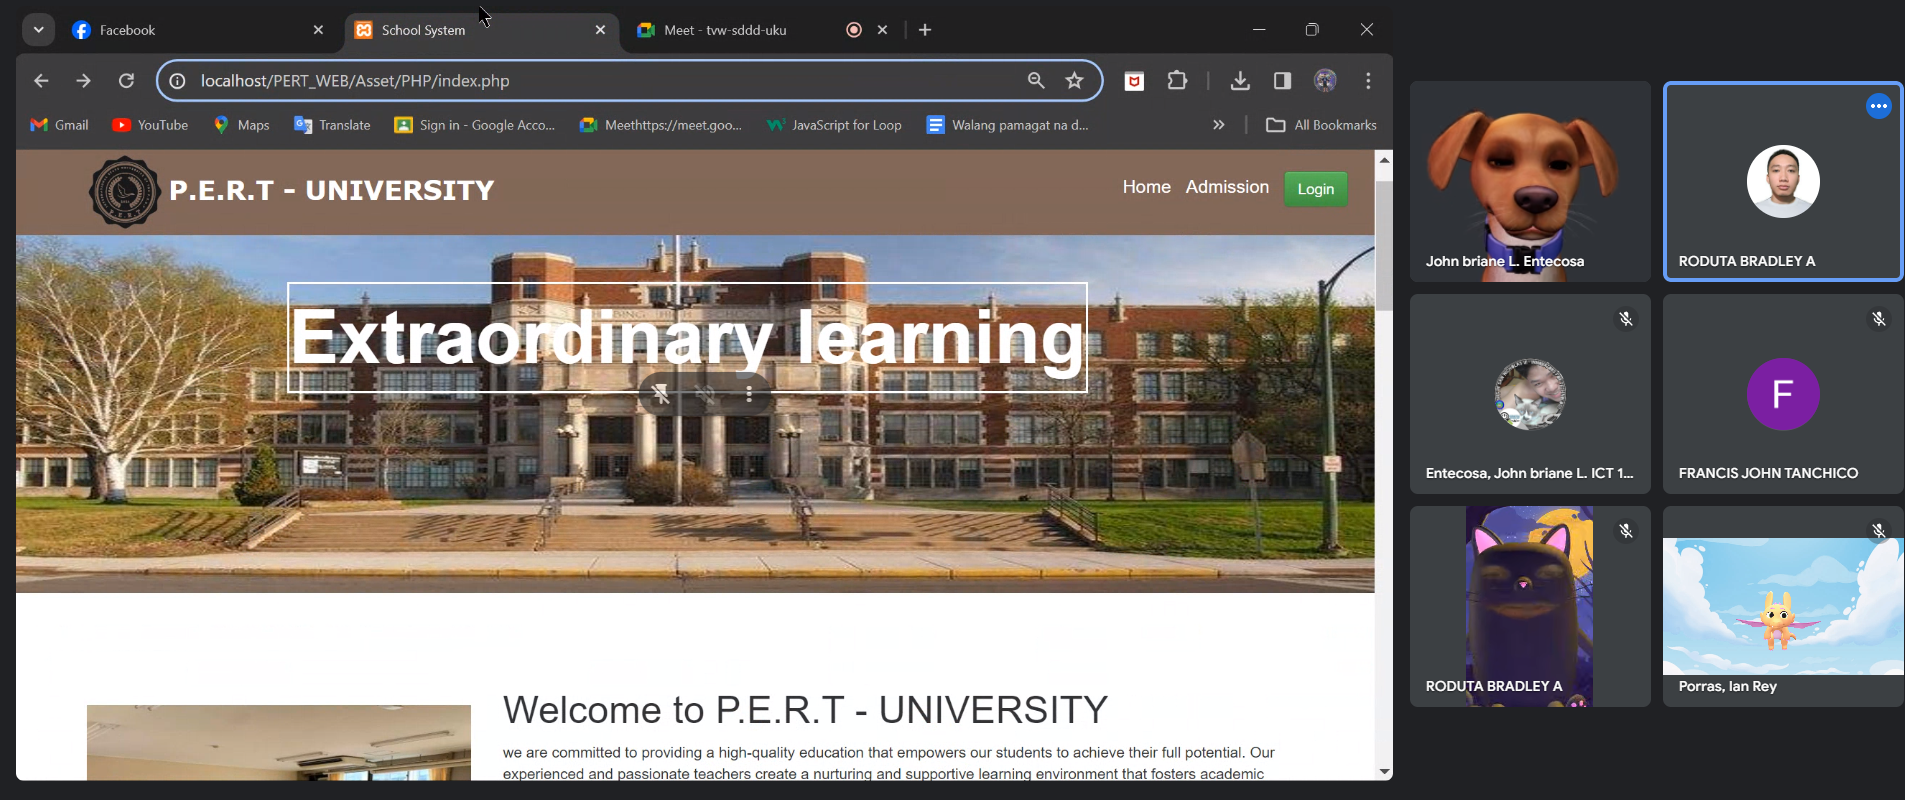 Facebook
School System
Meet - tvw-sddd-uku
localhost/PERT_WEB/Asset/PHP/index.php
Gmail
YouTube
Maps
Translate
Sign in - Google Acco...
Meethttps://meet.goo...
JavaScript for Loop
Walang pamagat na d...
All Bookmarks
P.E.R.T - UNIVERSITY
Home
Admission
Login
Extraordinary learning
Welcome to P.E.R.T - UNIVERSITY
we are committed to providing a high-quality education that empowers our students to achieve their full potential. Our
experienced and passionate teachers create a nurturing and supportive learning environment that fosters academic
John briane L. Entecosa
RODUTA BRADLEY A
Entecosa, John briane L. ICT 1...
F
FRANCIS JOHN TANCHICO
RODUTA BRADLEY A
Porras, Ian Rey